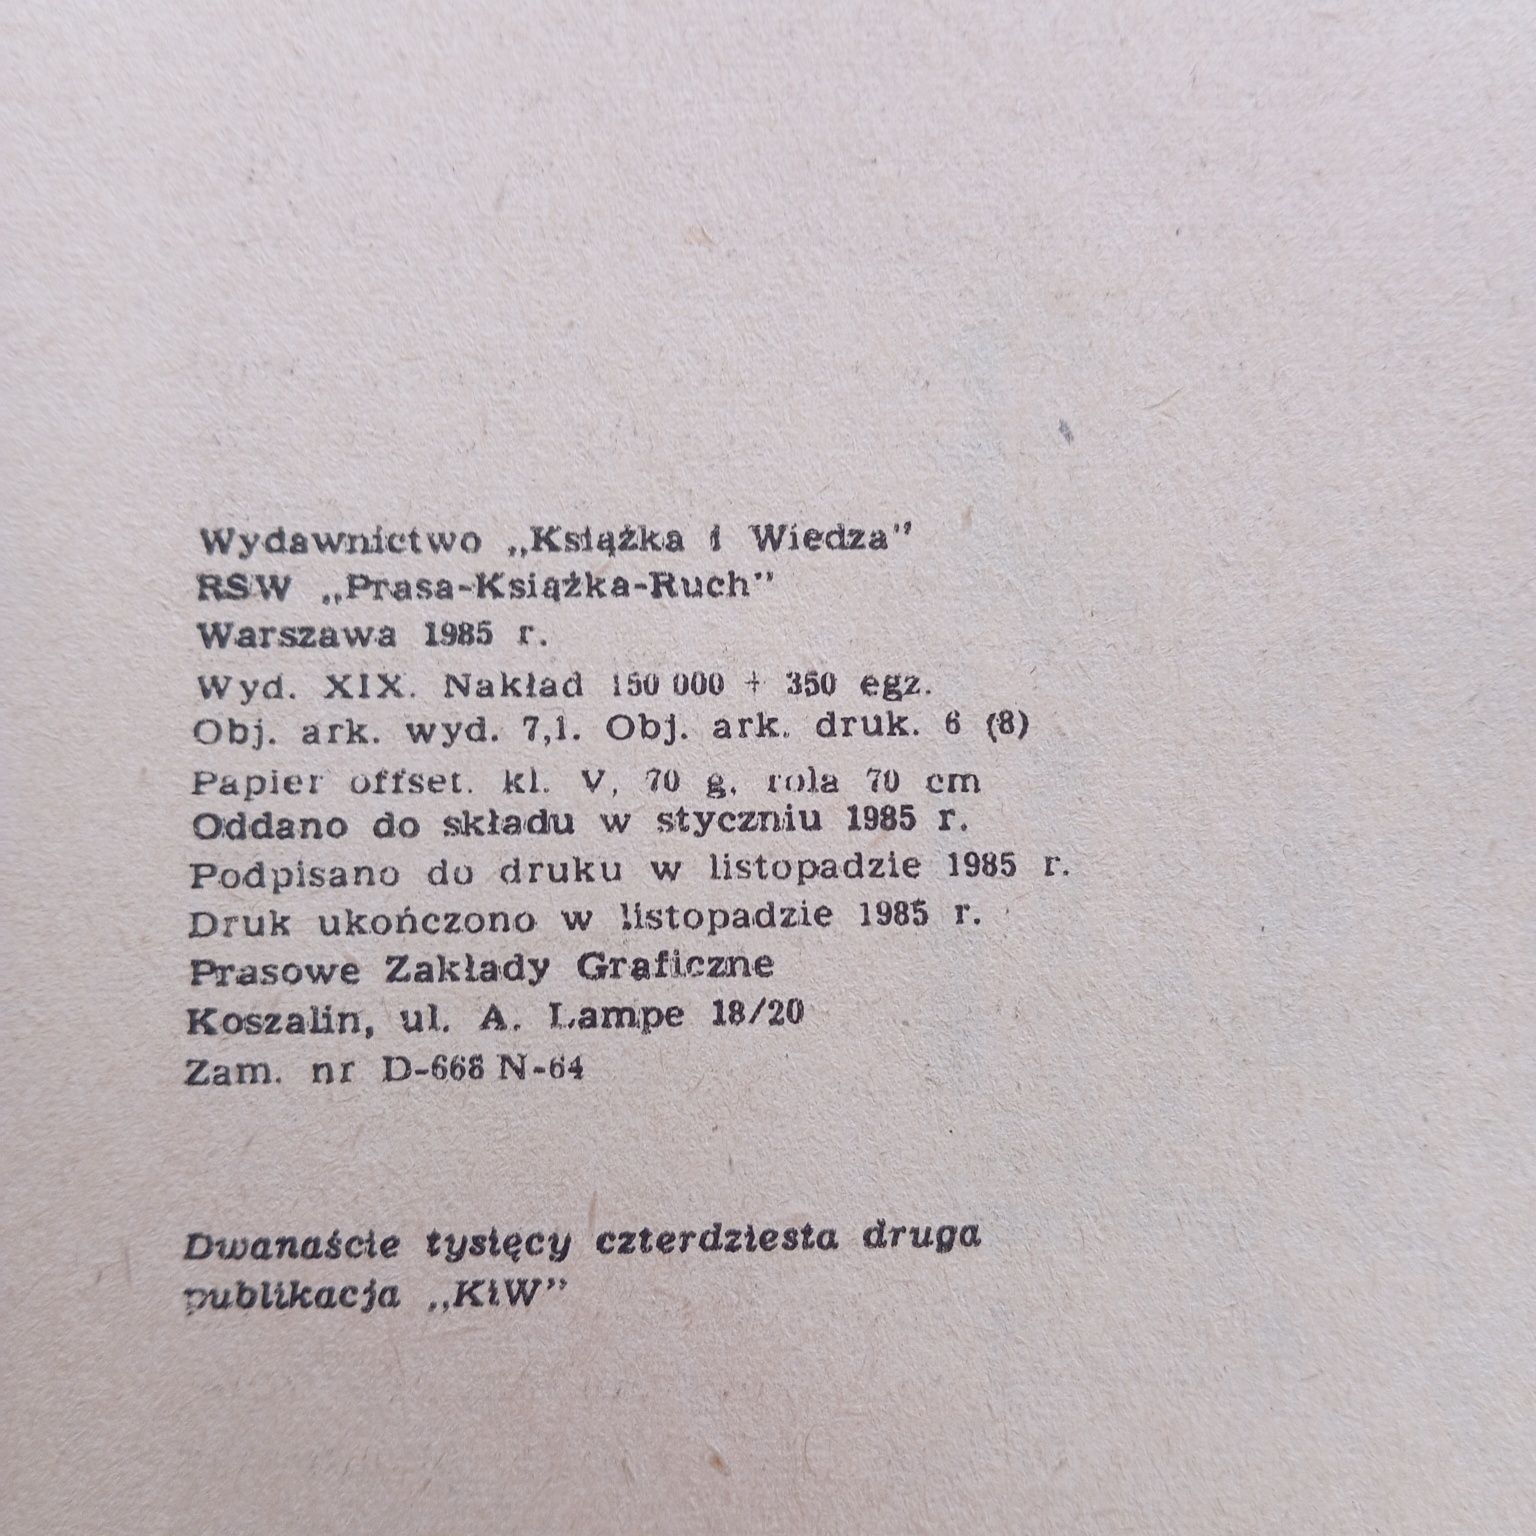 Wydawnictwo „Książka i Wiedza”
RSW „Prasa-Książka-Ruch”
Warszawa 1985 r.
Wyd. XIX. Nakład 150 000 + 350 egz.
Obj. ark. wyd. 7,1. Obj. ark. druk. 6 (8)
Papier offset. kl. V, 70 g, rola 70 cm
Oddano do składu w styczniu 1985 r.
Podpisano do druku w listopadzie 1985 r.
Druk ukończono w listopadzie 1985 r.
Prasowe Zakłady Graficzne
Koszalin, ul. A. Lampe 18/20
Zam. nr D-668 N-64
Dwanaście tysięcy czterdziesta druga
publikacja „KiW”